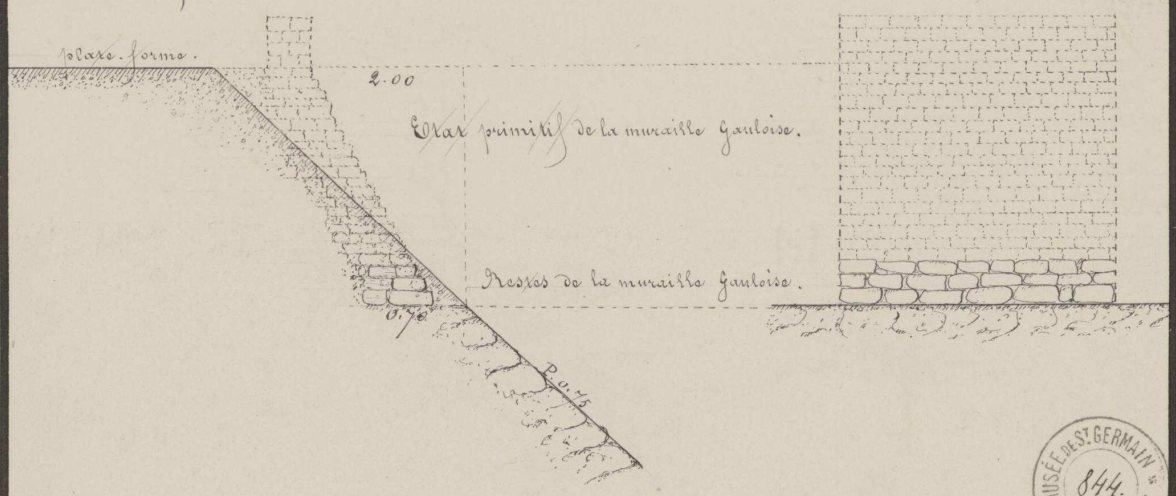 plate-forme.
2.00
Etat primitif de la muraille Gauloise.
Restes de la muraille Gauloise.
0.70
P. 0.75
MUSÉE DE ST GERMAIN
844.